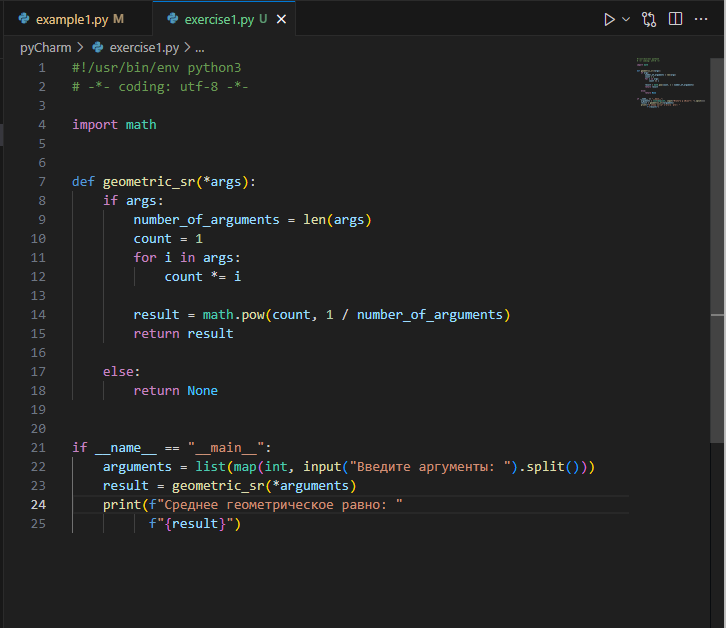 example1.py M exercise1.py U
pyCharm > exercise1.py > ...
1 #!/usr/bin/env python3
2 # -*- coding: utf-8 -*-
3
4 import math
5
6
7 def geometric_sr(*args):
8     if args:
9         number_of_arguments = len(args)
10         count = 1
11         for i in args:
12             count *= i
13
14         result = math.pow(count, 1 / number_of_arguments)
15         return result
16
17     else:
18         return None
19
20
21 if __name__ == "__main__":
22     arguments = list(map(int, input("Введите аргументы: ").split()))
23     result = geometric_sr(*arguments)
24     print(f"Среднее геометрическое равно: "
25           f"{result}")